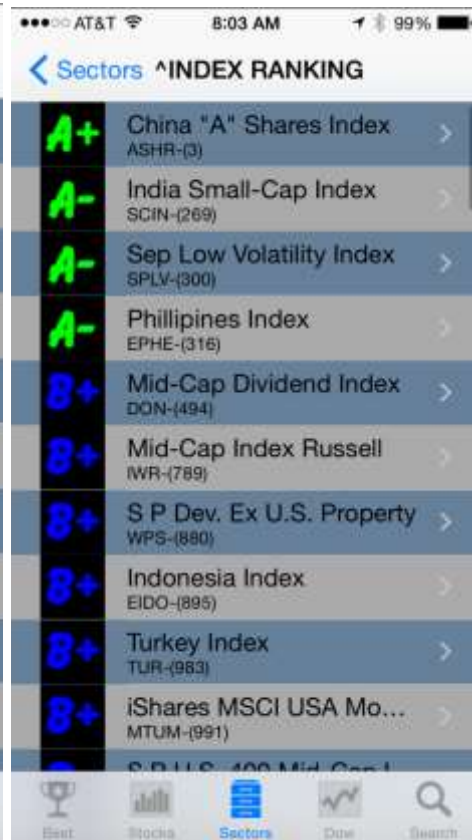 AT&T 8:03 AM 99%
Sectors ^INDEX RANKING
A+ China "A" Shares Index
ASHR-(3)
A- India Small-Cap Index
SCIN-(269)
A- Sep Low Volatility Index
SPLV-(300)
A- Phillipines Index
EPHE-(316)
B+ Mid-Cap Dividend Index
DON-(494)
B+ Mid-Cap Index Russell
IWR-(789)
B+ S P Dev. Ex U.S. Property
WPS-(880)
B+ Indonesia Index
EIDO-(895)
B+ Turkey Index
TUR-(983)
B+ iShares MSCI USA Mo...
MTUM-(991)
S P U.S. 400 Mid-Cap I
Best Stocks Sectors Dow Search